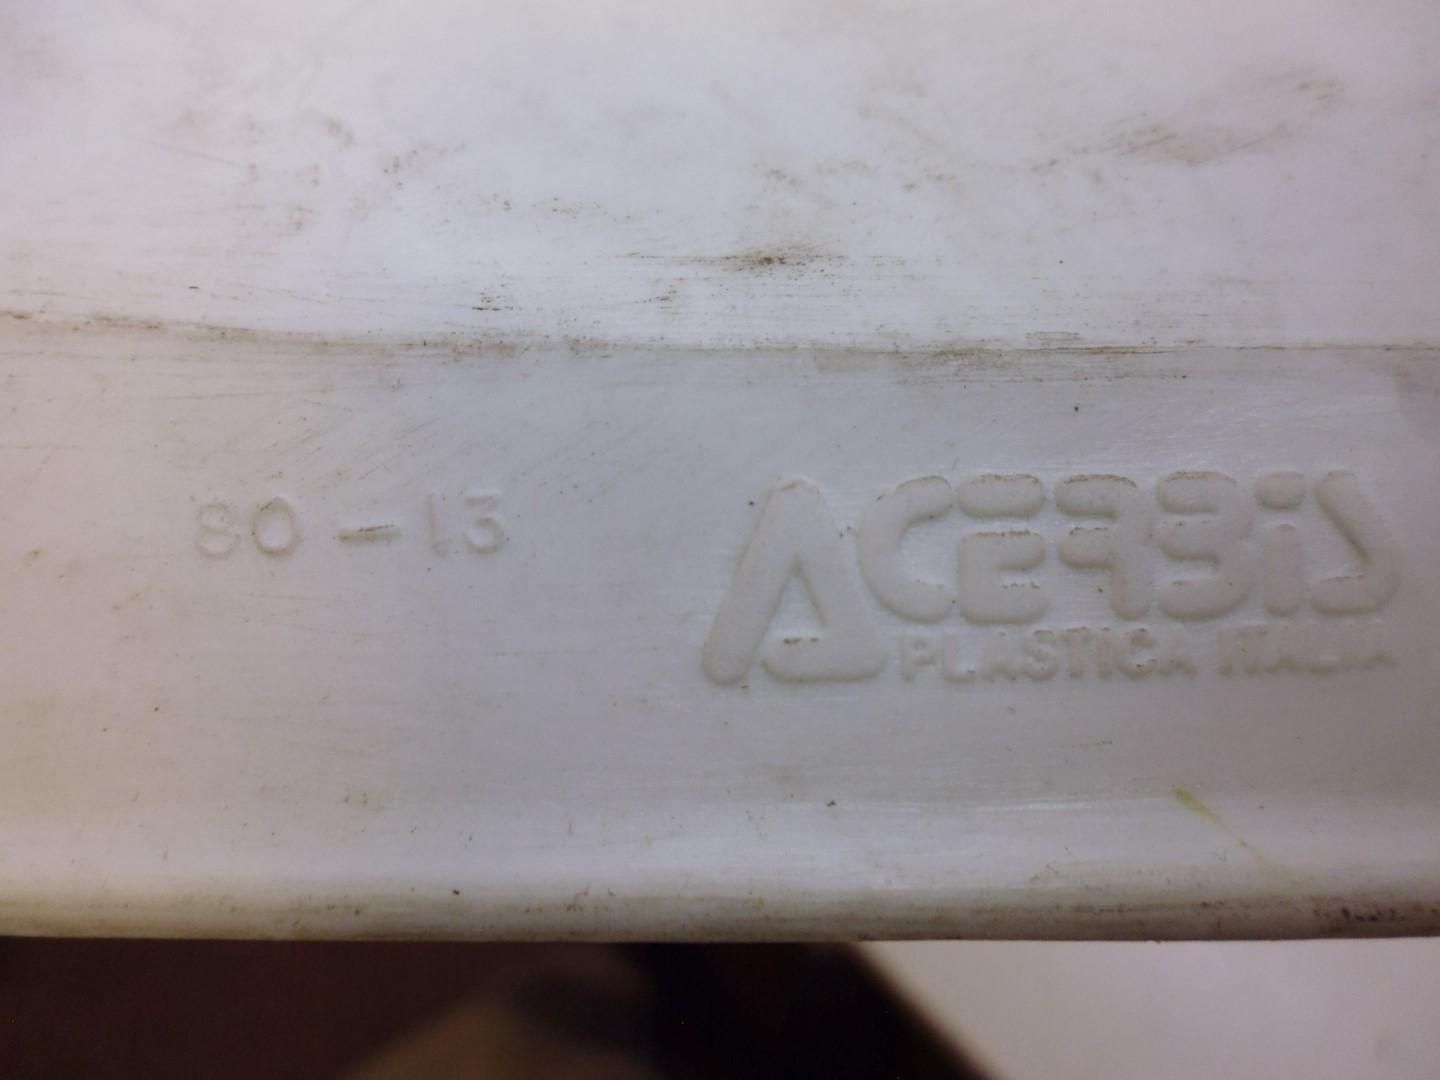 80-13
ACERBIS
PLASTICA ITALIA